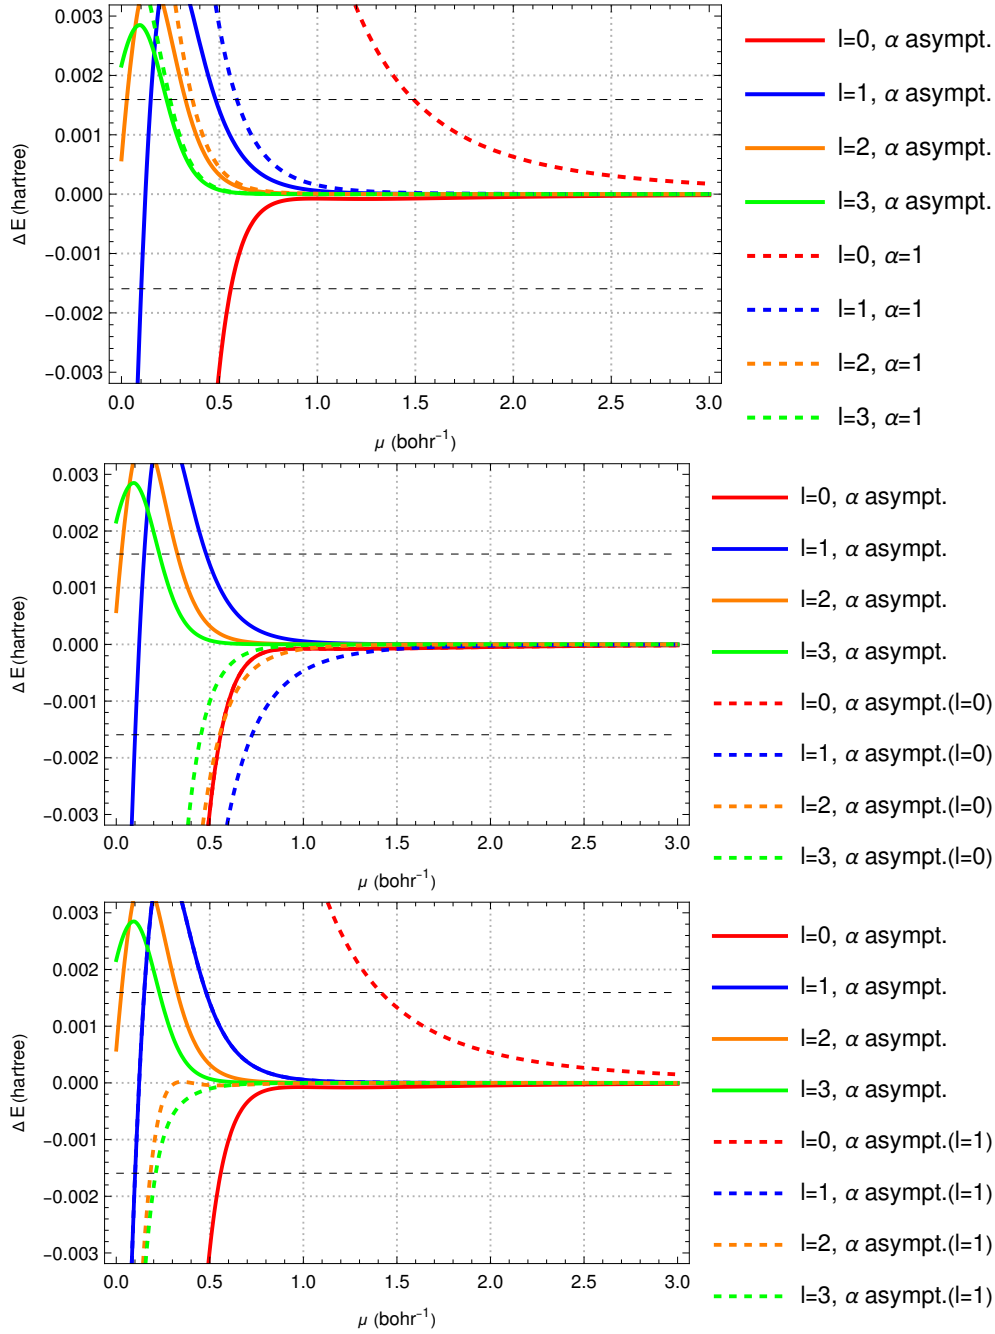 0.003
0.002
0.001
0.000
−0.001
−0.002
−0.003
Δ E (hartree)
0.0 0.5 1.0 1.5 2.0 2.5 3.0
μ (bohr⁻¹)
l=0, α asympt.
l=1, α asympt.
l=2, α asympt.
l=3, α asympt.
l=0, α=1
l=1, α=1
l=2, α=1
l=3, α=1
0.003
0.002
0.001
0.000
−0.001
−0.002
−0.003
Δ E (hartree)
0.0 0.5 1.0 1.5 2.0 2.5 3.0
μ (bohr⁻¹)
l=0, α asympt.
l=1, α asympt.
l=2, α asympt.
l=3, α asympt.
l=0, α asympt.(l=0)
l=1, α asympt.(l=0)
l=2, α asympt.(l=0)
l=3, α asympt.(l=0)
0.003
0.002
0.001
0.000
−0.001
−0.002
−0.003
Δ E (hartree)
0.0 0.5 1.0 1.5 2.0 2.5 3.0
μ (bohr⁻¹)
l=0, α asympt.
l=1, α asympt.
l=2, α asympt.
l=3, α asympt.
l=0, α asympt.(l=1)
l=1, α asympt.(l=1)
l=2, α asympt.(l=1)
l=3, α asympt.(l=1)